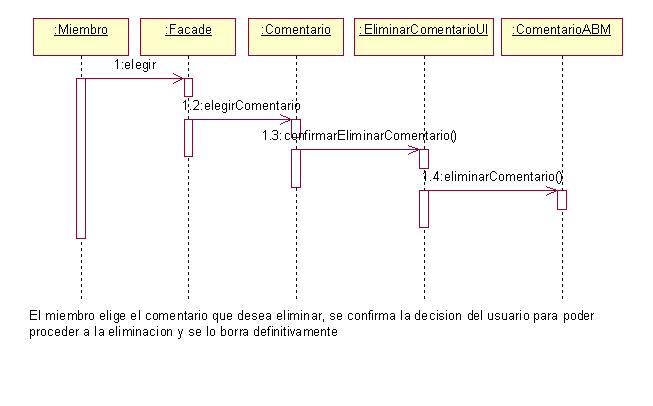 :Miembro
:Facade
:Comentario
:EliminarComentarioUI
:ComentarioABM
1:elegir
1.2:elegirComentario
1.3:confirmarEliminarComentario()
1.4:eliminarComentario()
El miembro elige el comentario que desea eliminar, se confirma la decision del usuario para poder
proceder a la eliminacion y se lo borra definitivamente